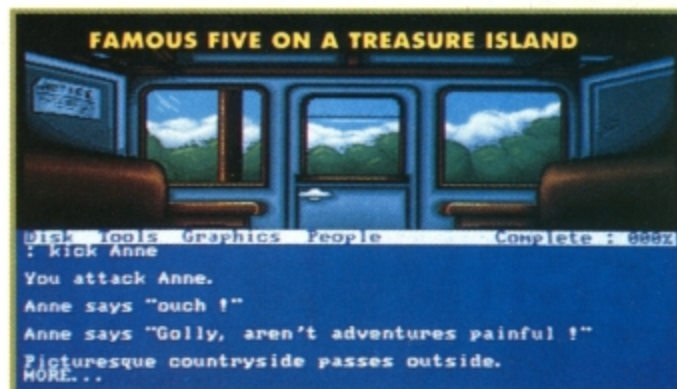 FAMOUS FIVE ON A TREASURE ISLAND
Disk Tools Graphics People Complete : 000%
: kick Anne
You attack Anne.
Anne says "ouch !"
Anne says "Golly, aren't adventures painful !"
Picturesque countryside passes outside.
MORE...